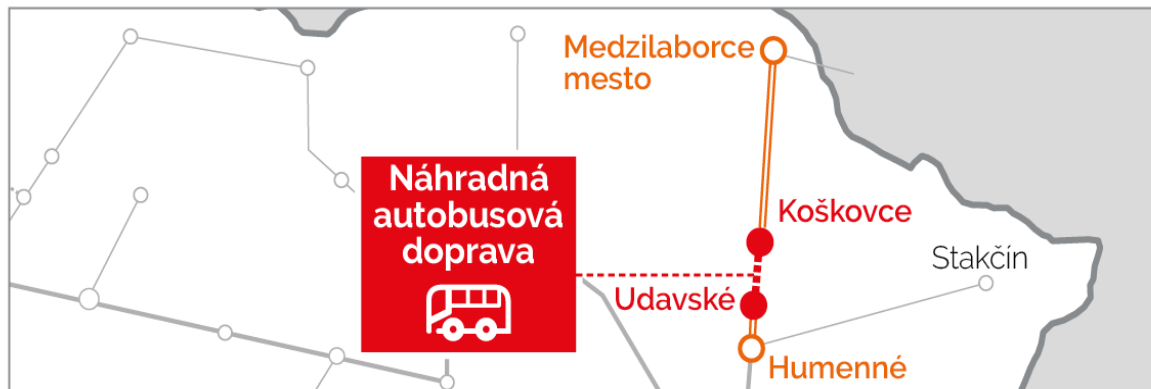 Medzilaborce
mesto
Náhradná
autobusová
doprava
Koškovce
Stakčín
Udavské
Humenné